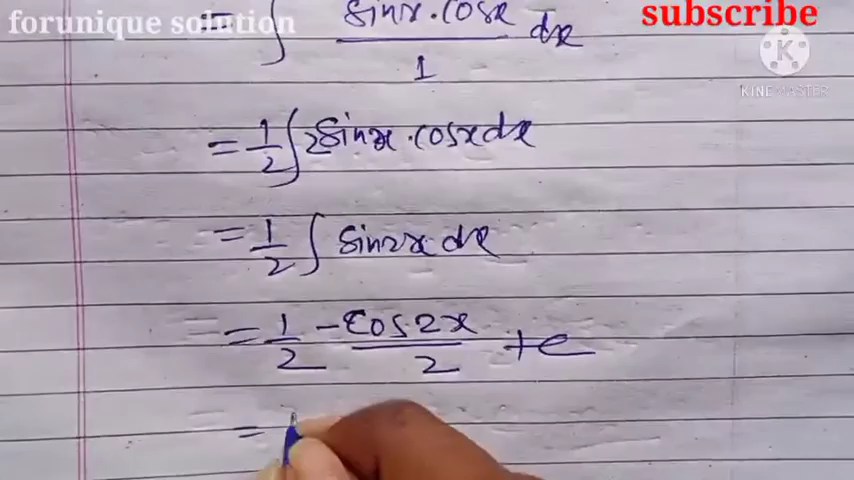 subscribe
forunique solution
= ∫ sinx.cosx/1 dx
KINEMASTER
= 1/2 ∫ 2sinx.cosxdx
= 1/2 ∫ sin2x dx
= 1/2 -cos2x/2 +c
=